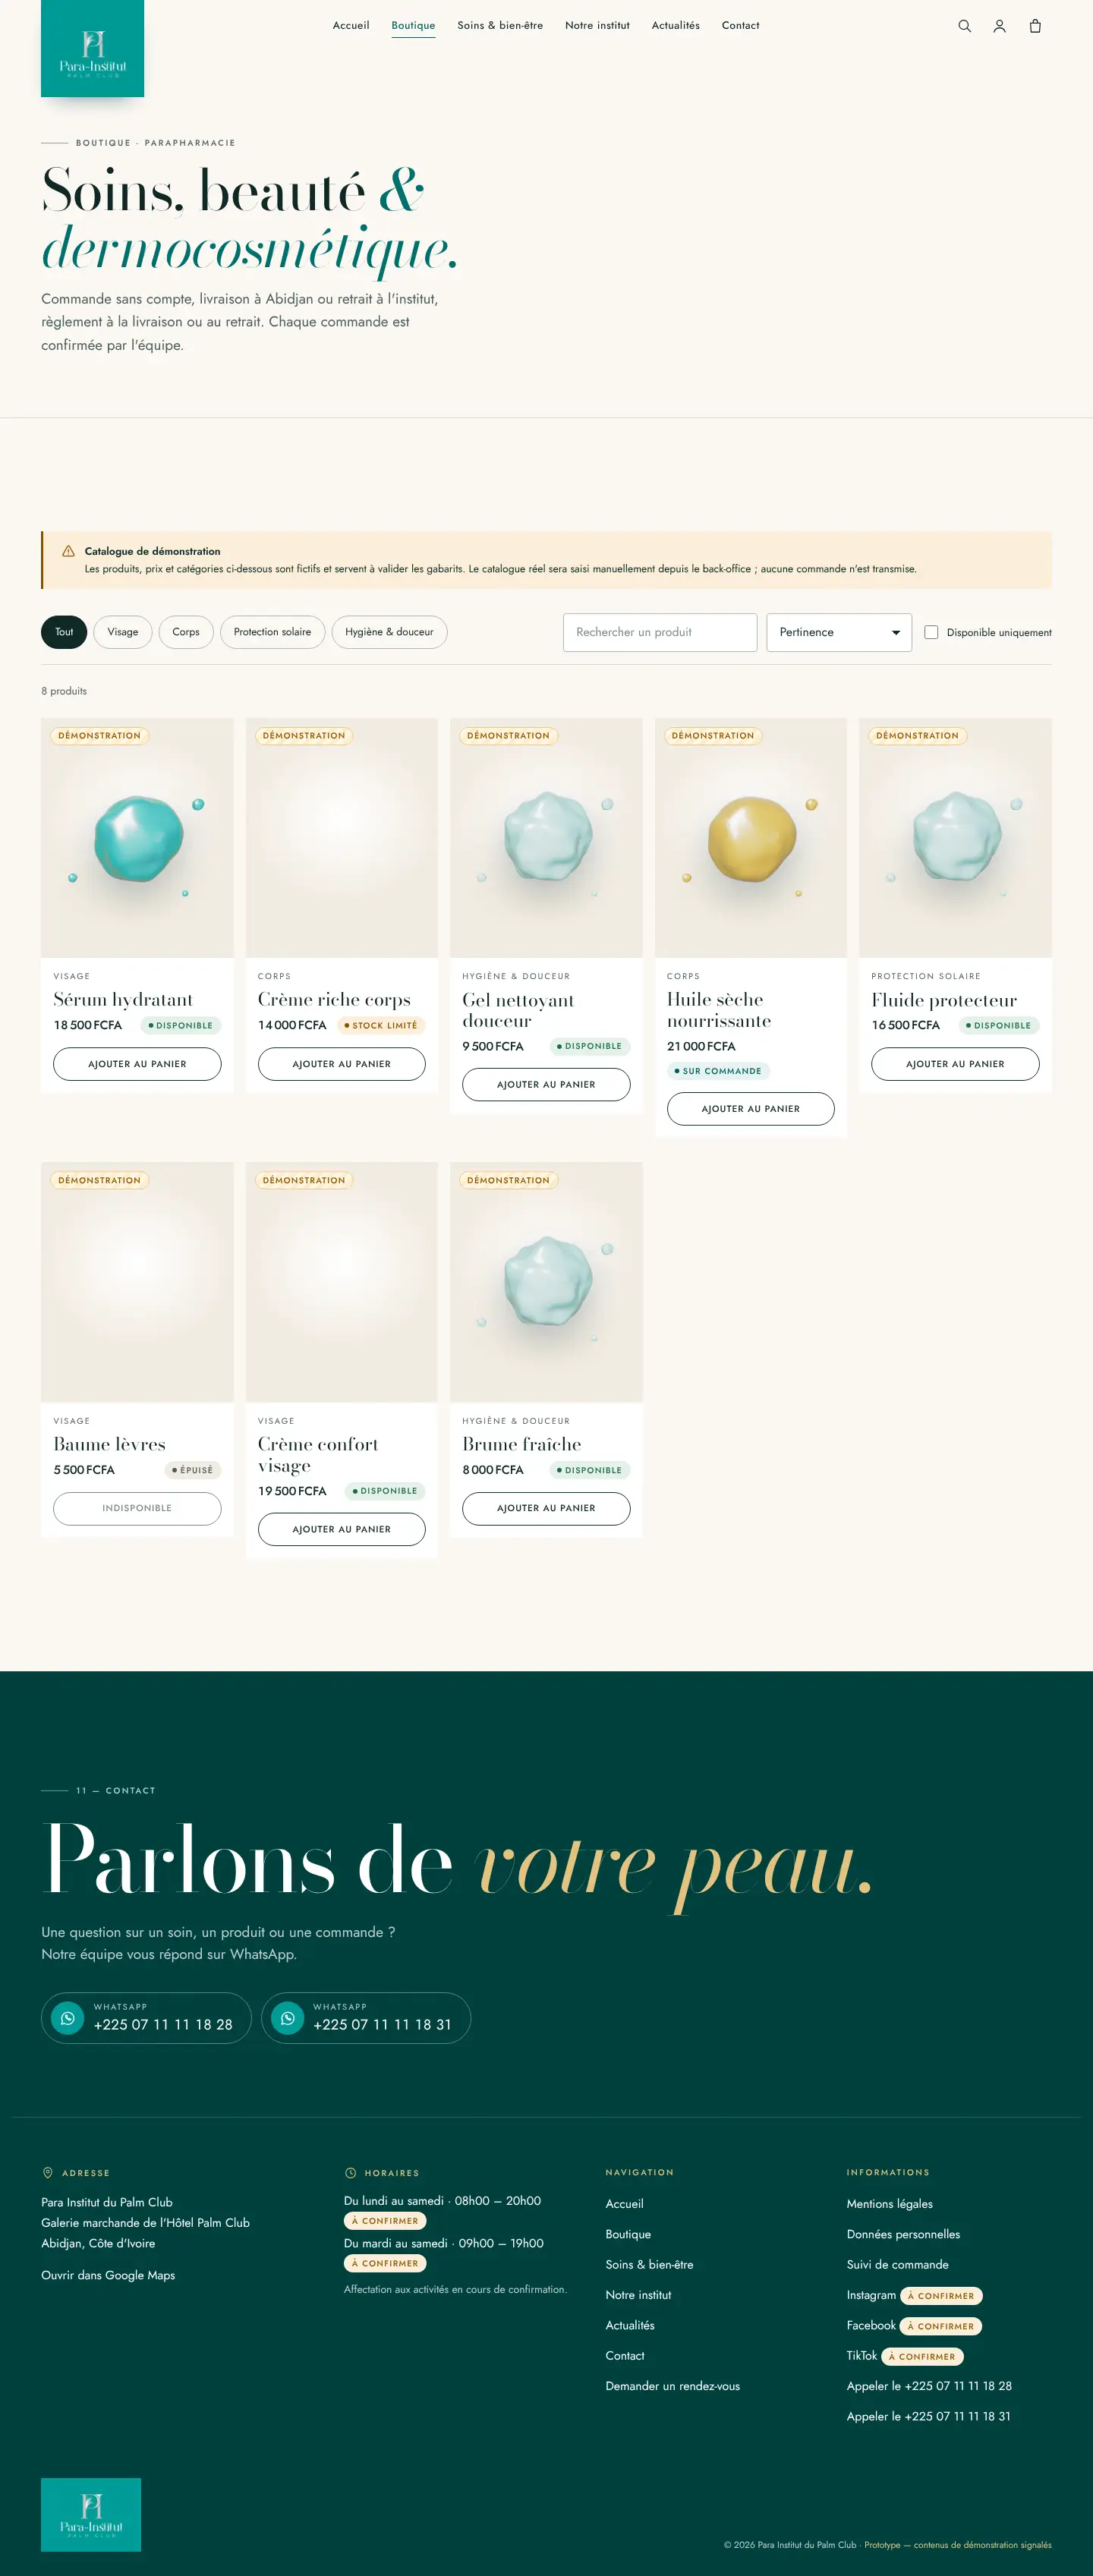 Para-Institut
PALM CLUB
Accueil
Boutique
Soins & bien-être
Notre institut
Actualités
Contact
BOUTIQUE · PARAPHARMACIE
Soins, beauté &
dermocosmétique.
Commande sans compte, livraison à Abidjan ou retrait à l'institut,
règlement à la livraison ou au retrait. Chaque commande est
confirmée par l'équipe.
Catalogue de démonstration
Les produits, prix et catégories ci-dessous sont fictifs et servent à valider les gabarits. Le catalogue réel sera saisi manuellement depuis le back-office ; aucune commande n'est transmise.
Tout
Visage
Corps
Protection solaire
Hygiène & douceur
Rechercher un produit
Pertinence
Disponible uniquement
8 produits
DÉMONSTRATION
VISAGE
Sérum hydratant
18 500 FCFA
DISPONIBLE
AJOUTER AU PANIER
DÉMONSTRATION
CORPS
Crème riche corps
14 000 FCFA
STOCK LIMITÉ
AJOUTER AU PANIER
DÉMONSTRATION
HYGIÈNE & DOUCEUR
Gel nettoyant
douceur
9 500 FCFA
DISPONIBLE
AJOUTER AU PANIER
DÉMONSTRATION
CORPS
Huile sèche
nourrissante
21 000 FCFA
SUR COMMANDE
AJOUTER AU PANIER
DÉMONSTRATION
PROTECTION SOLAIRE
Fluide protecteur
16 500 FCFA
DISPONIBLE
AJOUTER AU PANIER
DÉMONSTRATION
VISAGE
Baume lèvres
5 500 FCFA
ÉPUISÉ
INDISPONIBLE
DÉMONSTRATION
VISAGE
Crème confort
visage
19 500 FCFA
DISPONIBLE
AJOUTER AU PANIER
DÉMONSTRATION
HYGIÈNE & DOUCEUR
Brume fraîche
8 000 FCFA
DISPONIBLE
AJOUTER AU PANIER
11 — CONTACT
Parlons de votre peau.
Une question sur un soin, un produit ou une commande ?
Notre équipe vous répond sur WhatsApp.
WHATSAPP
+225 07 11 11 18 28
WHATSAPP
+225 07 11 11 18 31
ADRESSE
Para Institut du Palm Club
Galerie marchande de l'Hôtel Palm Club
Abidjan, Côte d'Ivoire
Ouvrir dans Google Maps
HORAIRES
Du lundi au samedi · 08h00 – 20h00
À CONFIRMER
Du mardi au samedi · 09h00 – 19h00
À CONFIRMER
Affectation aux activités en cours de confirmation.
NAVIGATION
Accueil
Boutique
Soins & bien-être
Notre institut
Actualités
Contact
Demander un rendez-vous
INFORMATIONS
Mentions légales
Données personnelles
Suivi de commande
Instagram À CONFIRMER
Facebook À CONFIRMER
TikTok À CONFIRMER
Appeler le +225 07 11 11 18 28
Appeler le +225 07 11 11 18 31
Para-Institut
PALM CLUB
© 2026 Para Institut du Palm Club · Prototype — contenus de démonstration signalés